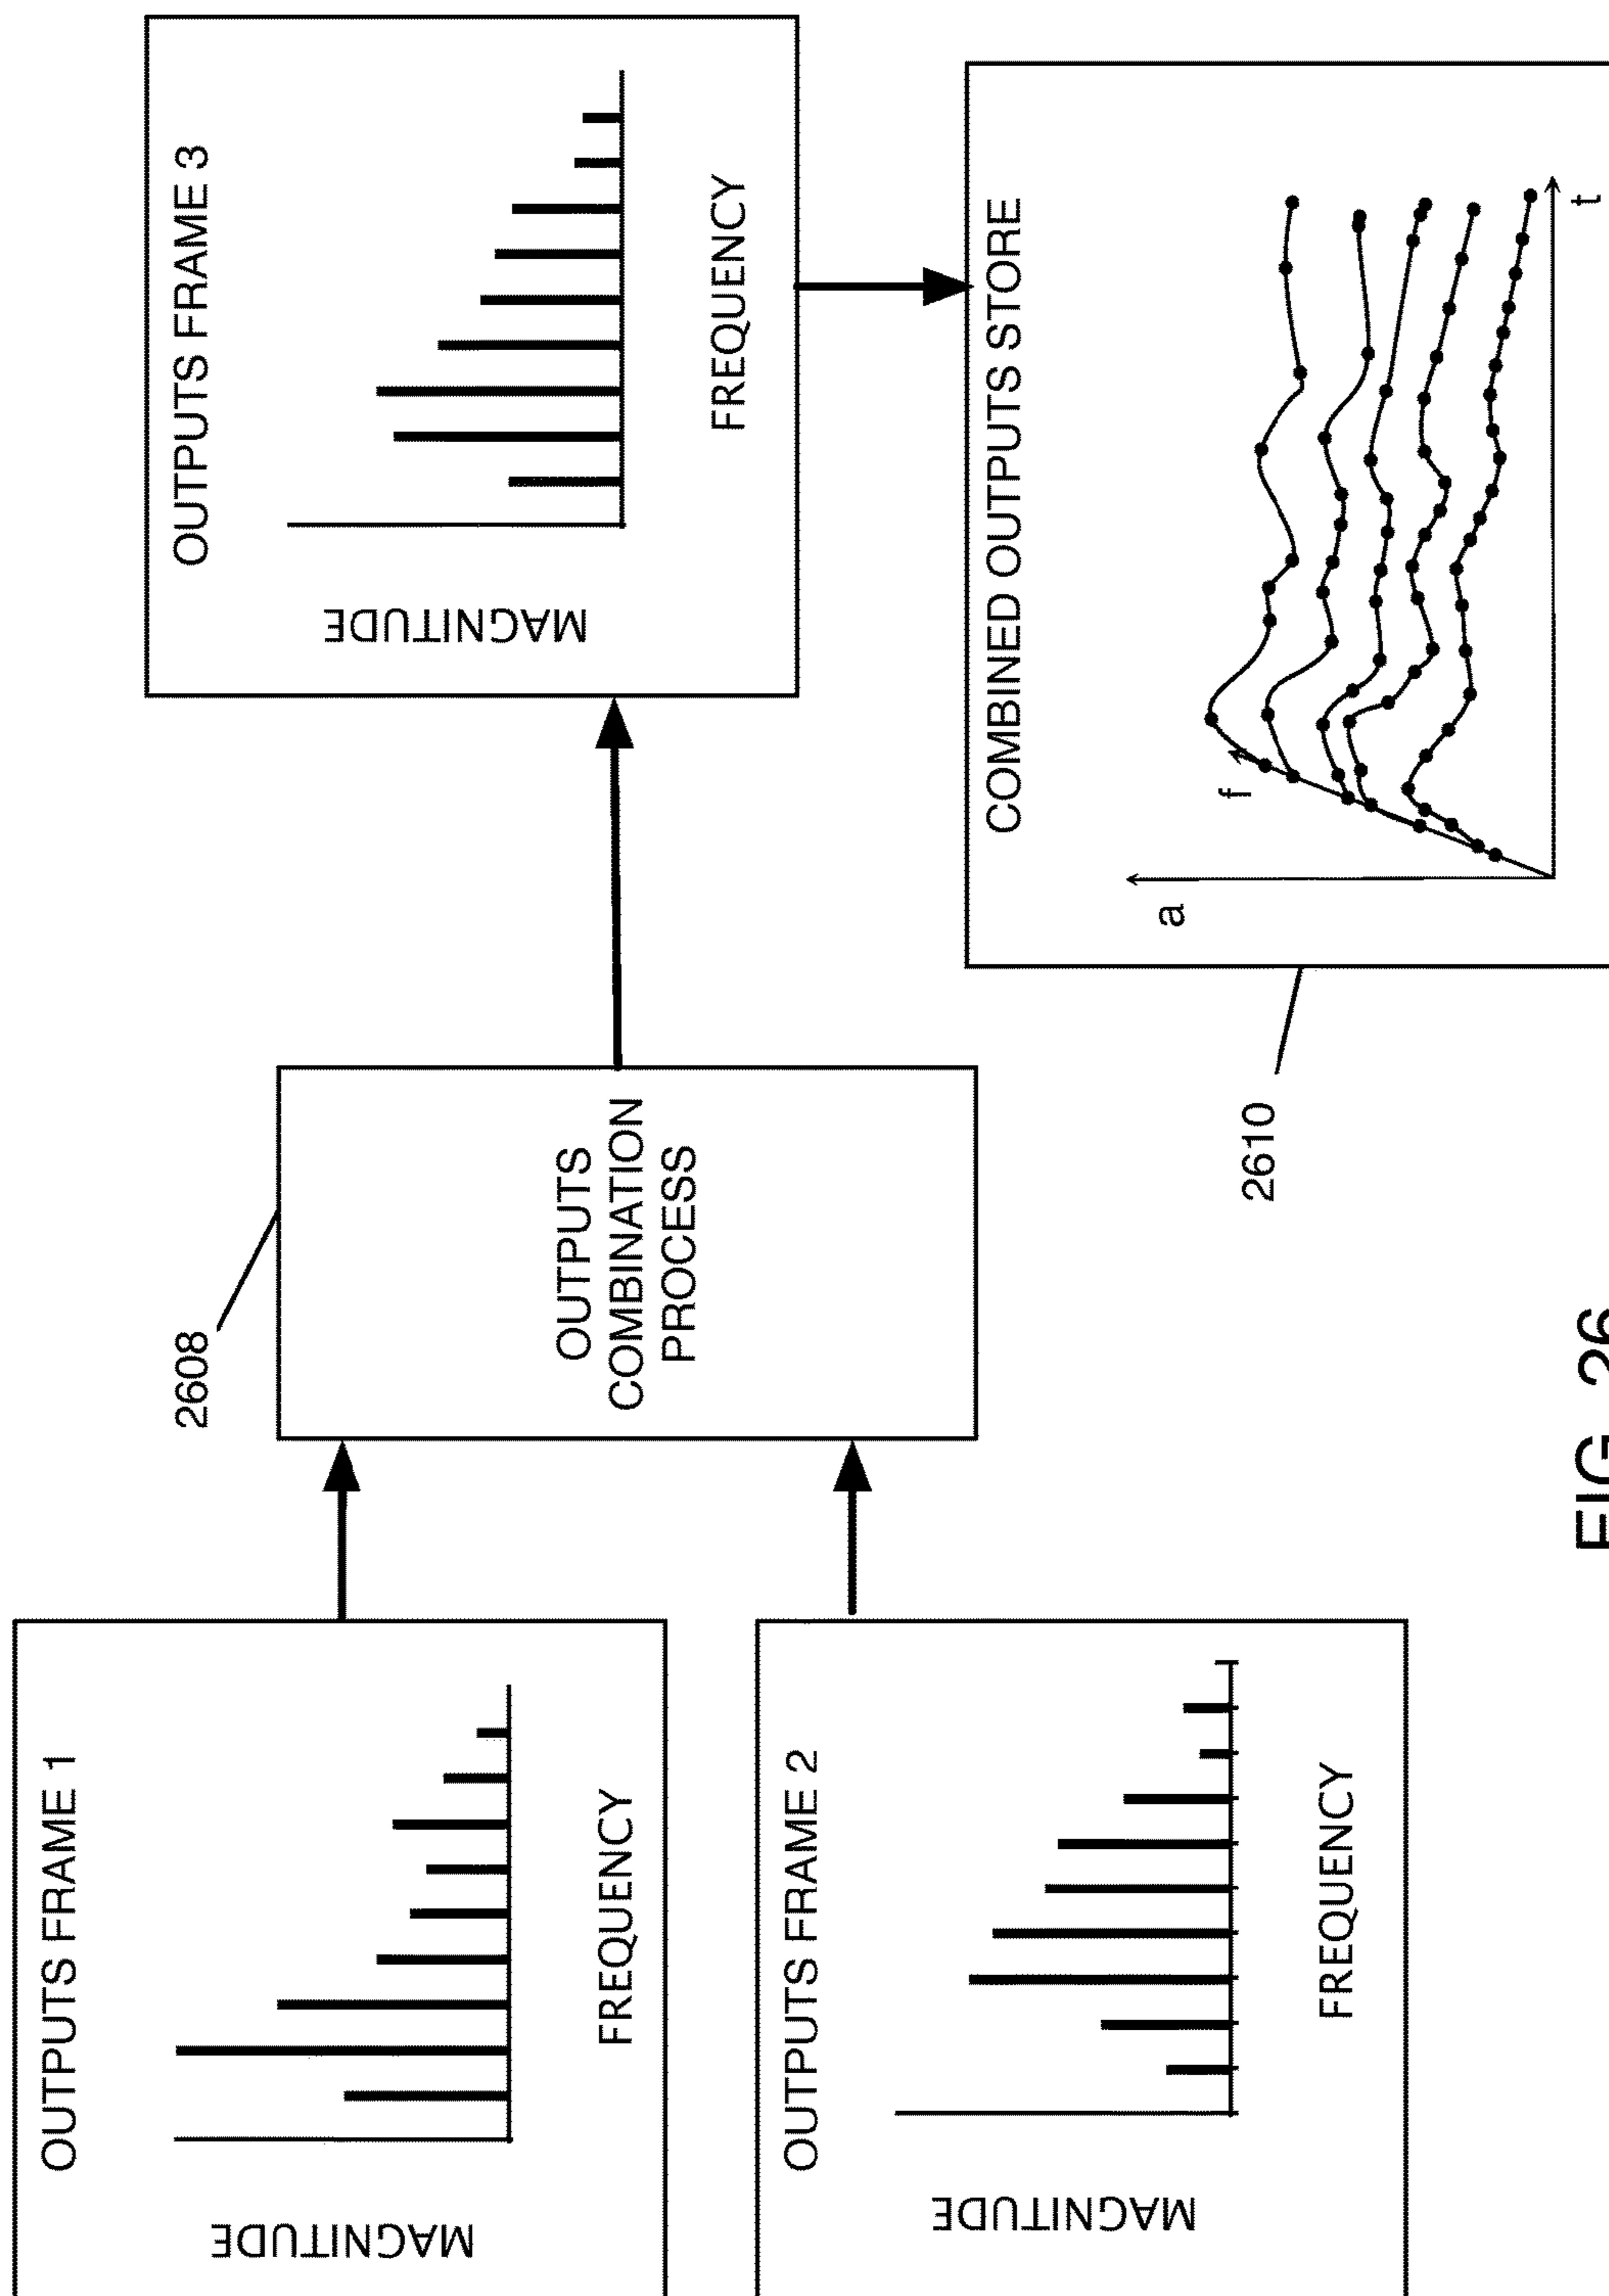 OUTPUTS FRAME 1
MAGNITUDE
FREQUENCY
OUTPUTS FRAME 2
MAGNITUDE
FREQUENCY
2608
OUTPUTS
COMBINATION
PROCESS
OUTPUTS FRAME 3
MAGNITUDE
FREQUENCY
COMBINED OUTPUTS STORE
a
f
t
2610
FIG. 26